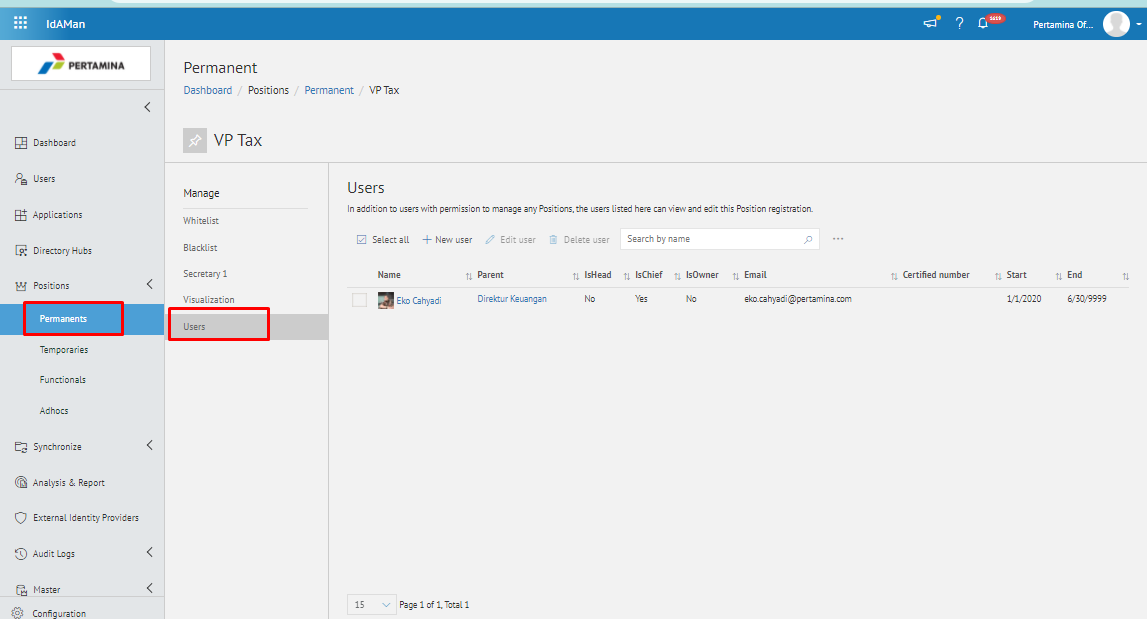 IdAMan
5459
Pertamina Of...
PERTAMINA
Dashboard
Users
Applications
Directory Hubs
Positions
Permanents
Temporaries
Functionals
Adhocs
Synchronize
Analysis & Report
External Identity Providers
Audit Logs
Master
Configuration
Permanent
Dashboard / Positions / Permanent / VP Tax
VP Tax
Manage
Whitelist
Blacklist
Secretary 1
Visualization
Users
Users
In addition to users with permission to manage any Positions, the users listed here can view and edit this Position registration.
Select all New user Edit user Delete user Search by name
Name Parent IsHead IsChief IsOwner Email Certified number Start End
Eko Cahyadi Direktur Keuangan No Yes No eko.cahyadi@pertamina.com 1/1/2020 6/30/9999
15 Page 1 of 1, Total 1